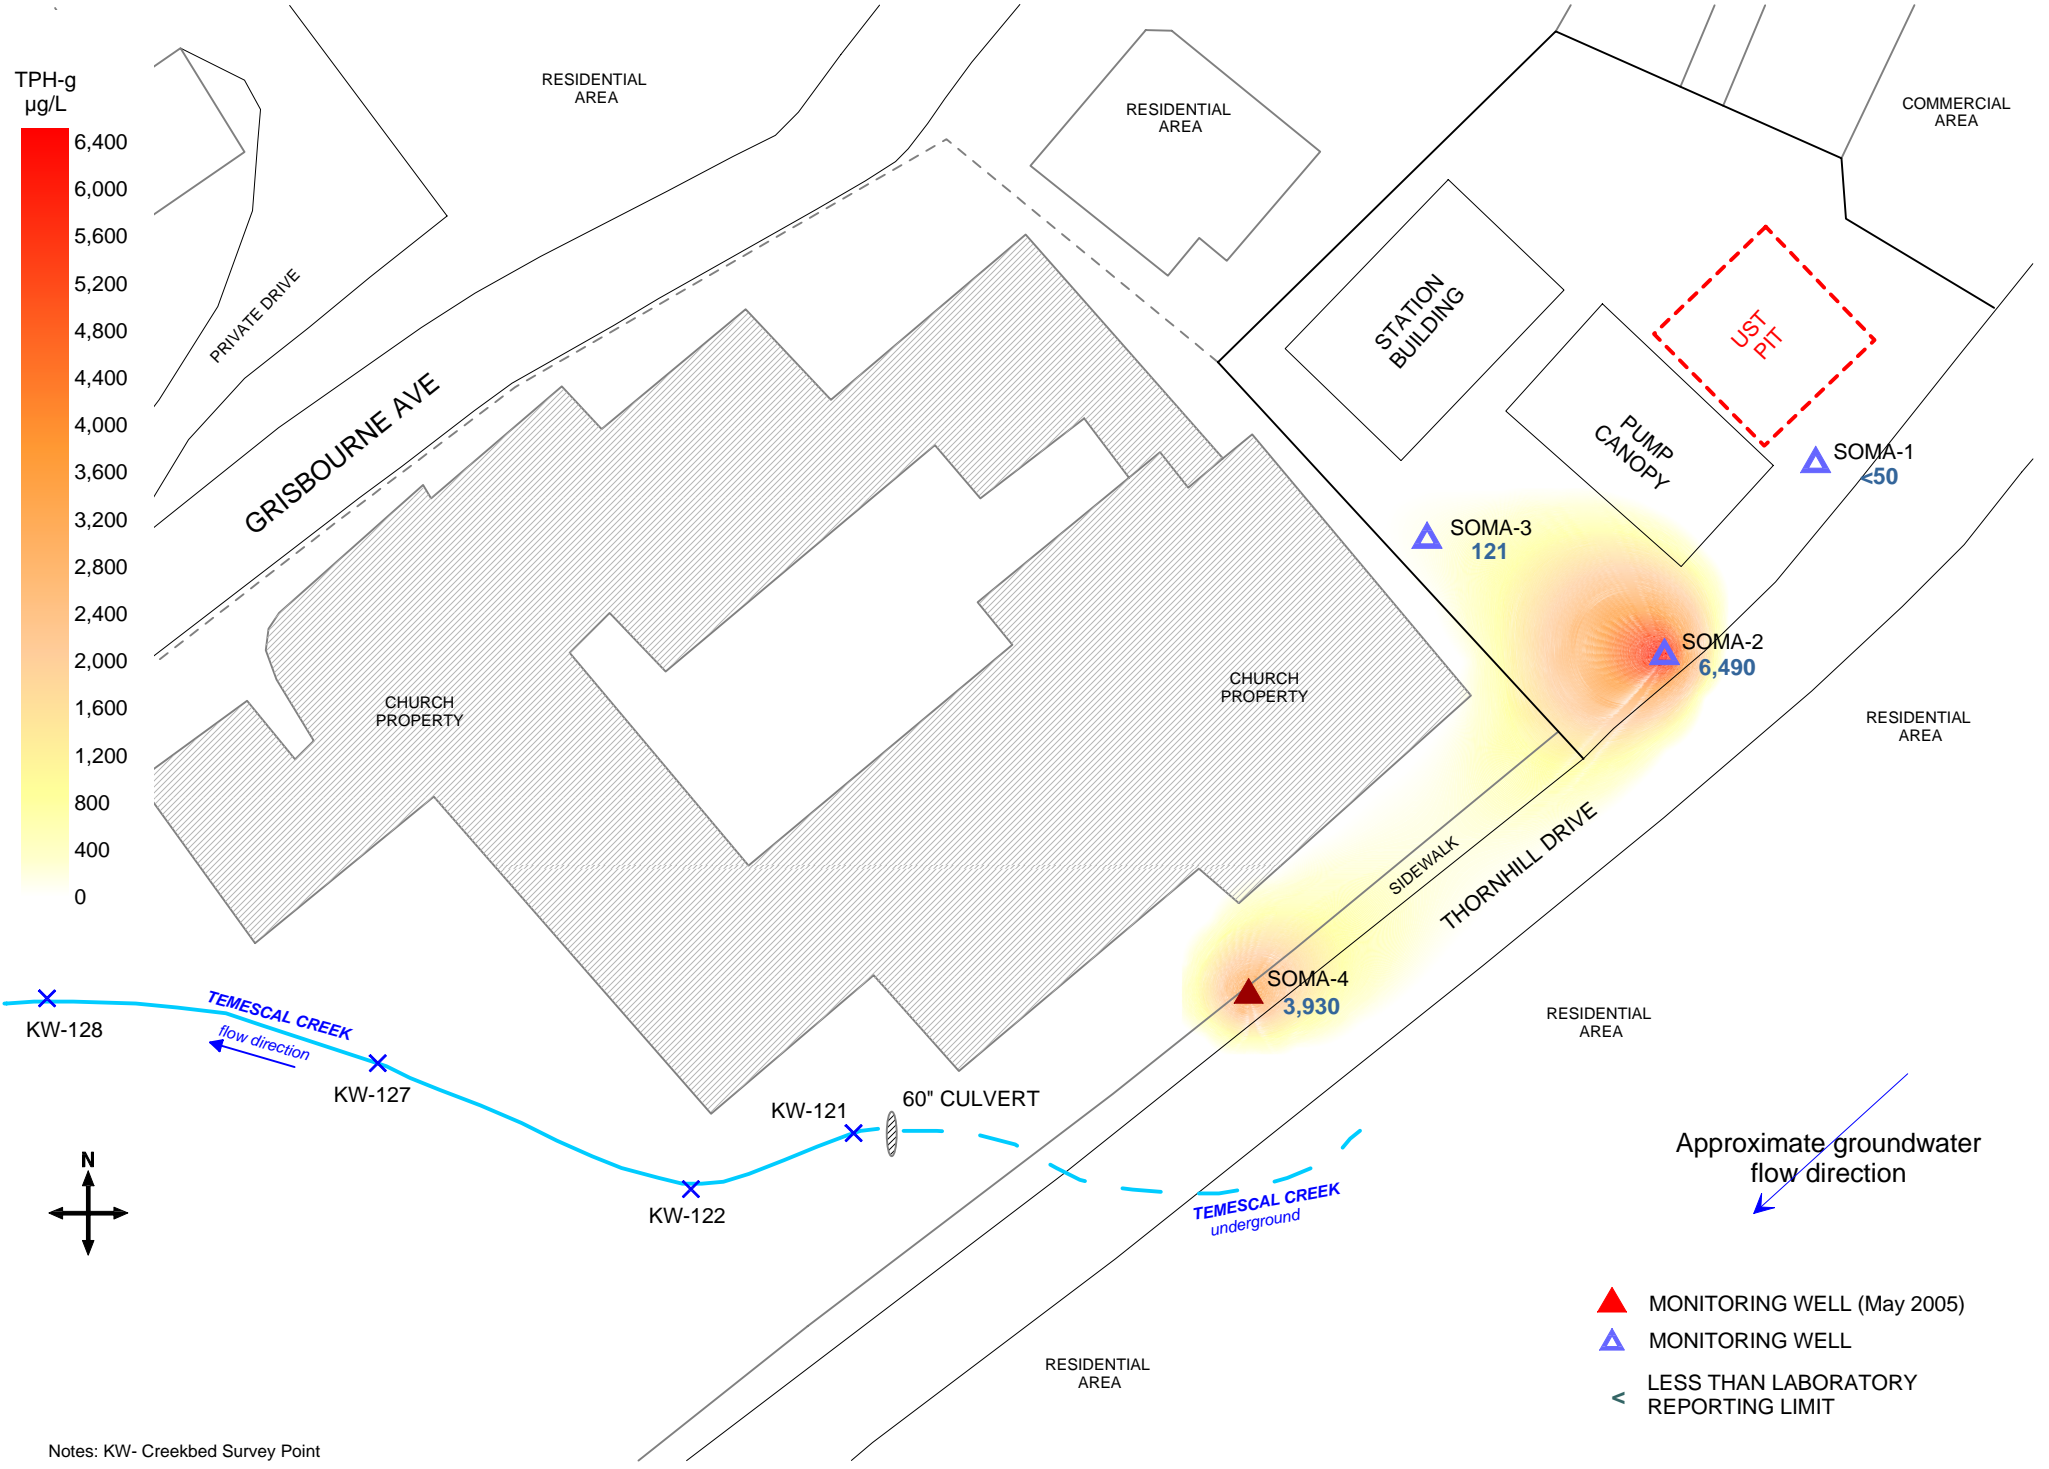 TPH-g
µg/L
6,400
6,000
5,600
5,200
4,800
4,400
4,000
3,600
3,200
2,800
2,400
2,000
1,600
1,200
800
400
0
RESIDENTIAL
AREA
RESIDENTIAL
AREA
COMMERCIAL
AREA
PRIVATE DRIVE
GRISBOURNE AVE
STATION
BUILDING
UST
PIT
PUMP
CANOPY
SOMA-1
<50
SOMA-3
121
SOMA-2
6,490
CHURCH
PROPERTY
CHURCH
PROPERTY
RESIDENTIAL
AREA
SIDEWALK
THORNHILL DRIVE
SOMA-4
3,930
RESIDENTIAL
AREA
TEMESCAL CREEK
flow direction
KW-128
KW-127
KW-121
60" CULVERT
KW-122
TEMESCAL CREEK
underground
N
Approximate groundwater
flow direction
RESIDENTIAL
AREA
MONITORING WELL (May 2005)
MONITORING WELL
< LESS THAN LABORATORY
REPORTING LIMIT
Notes: KW- Creekbed Survey Point